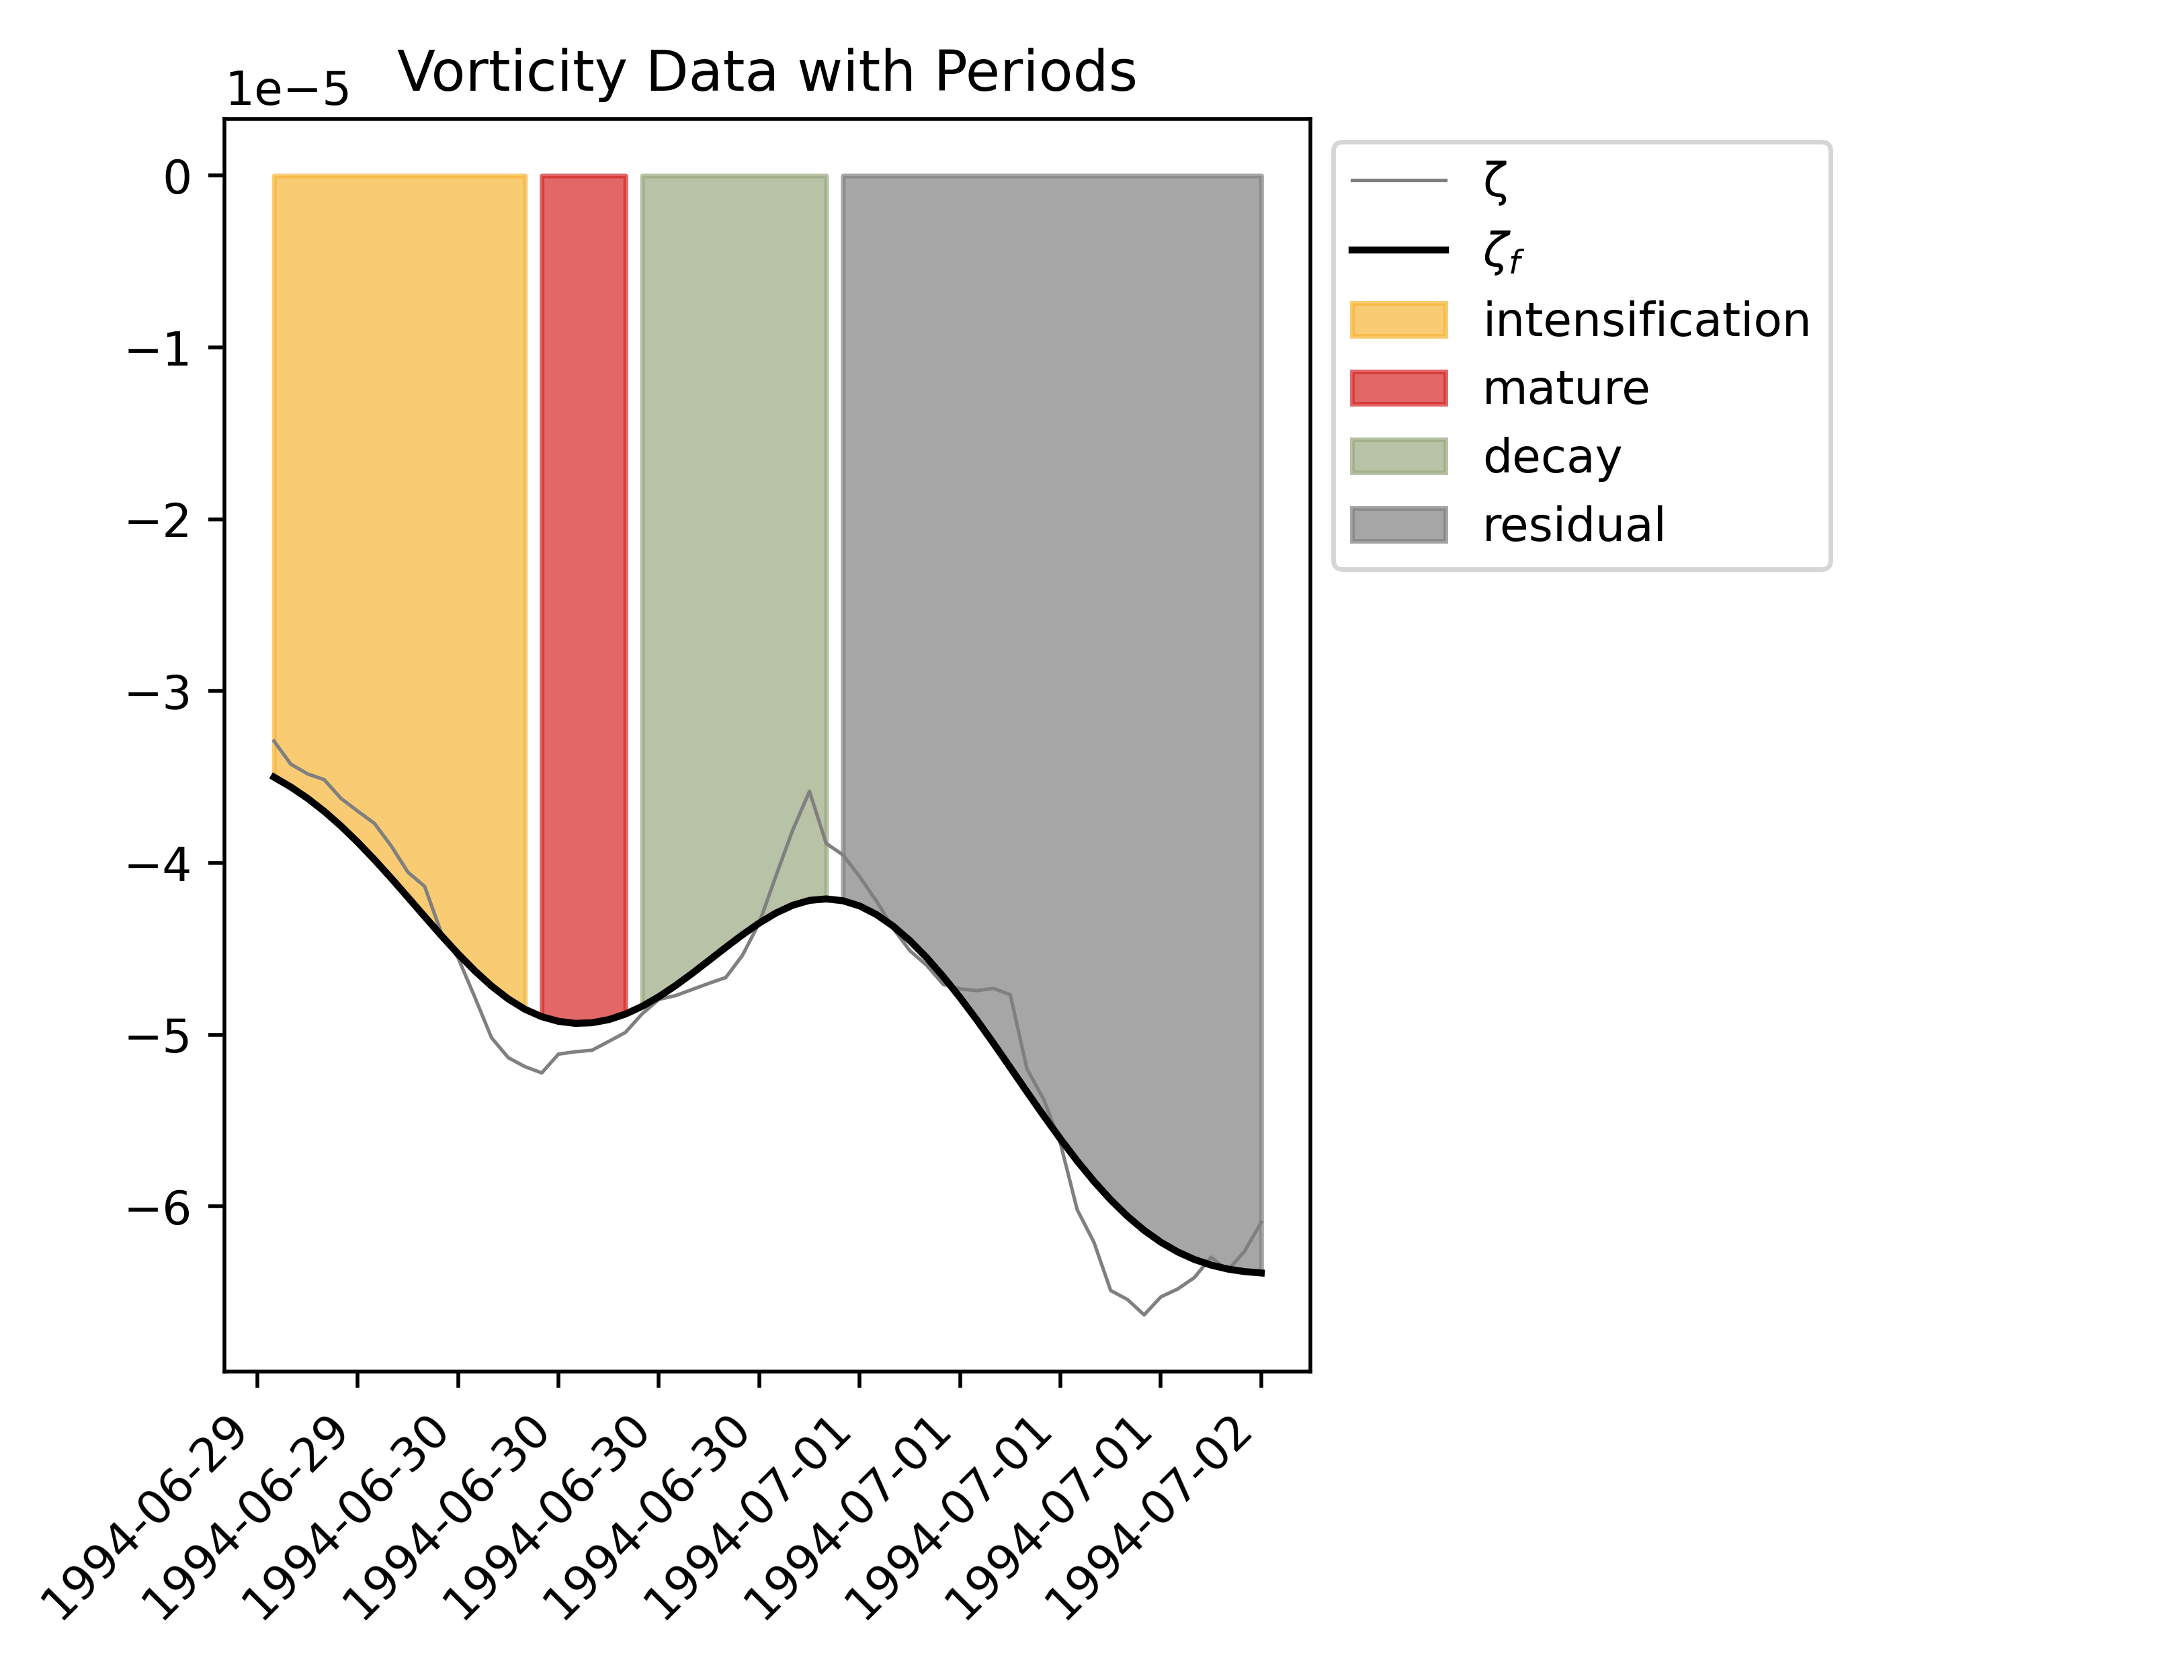 Vorticity Data with Periods
1e−5
0
−1
−2
−3
−4
−5
−6
1994-06-29
1994-06-29
1994-06-30
1994-06-30
1994-06-30
1994-06-30
1994-07-01
1994-07-01
1994-07-01
1994-07-01
1994-07-02
ζ
ζf
intensification
mature
decay
residual